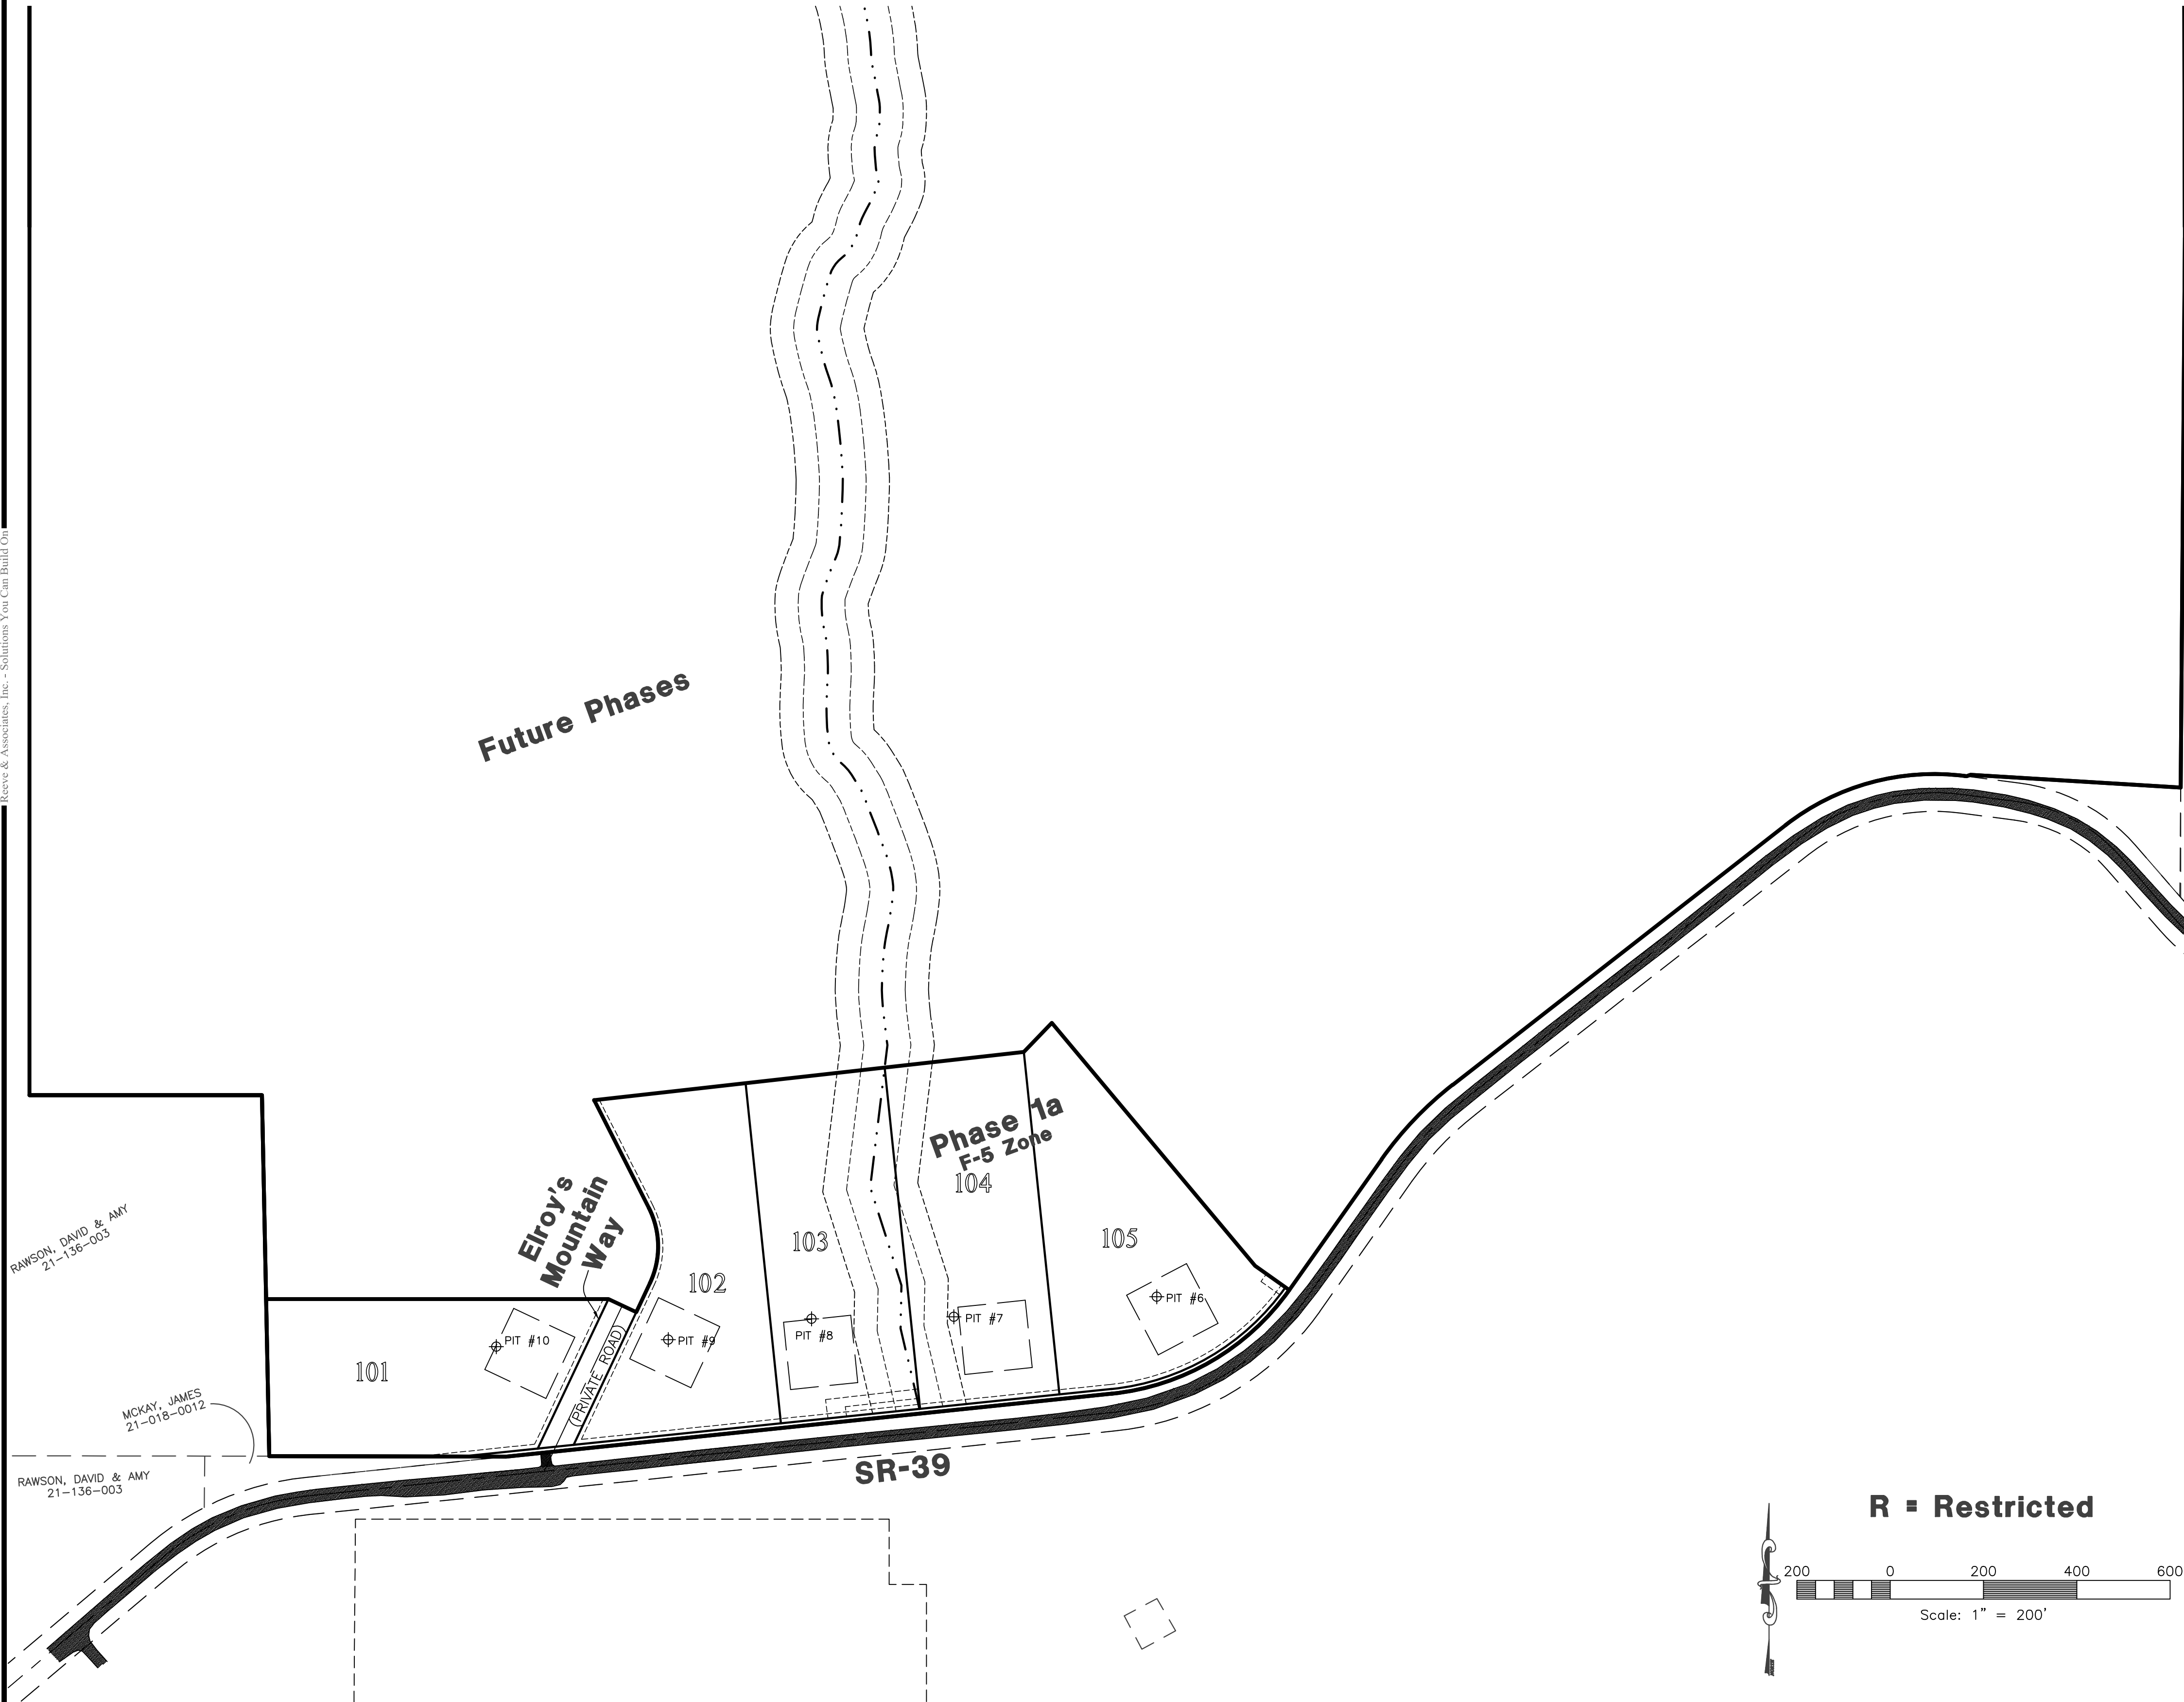 Reeve & Associates, Inc. - Solutions You Can Build On
Future Phases
Phase 1a
F-5 Zone
104
103
105
102
101
Elroy's
Mountain
Way
(PRIVATE ROAD)
PIT #10
PIT #9
PIT #8
PIT #7
PIT #6
RAWSON, DAVID & AMY
21-136-003
MCKAY, JAMES
21-018-0012
RAWSON, DAVID & AMY
21-136-003
SR-39
R = Restricted
200 0 200 400 600
Scale: 1" = 200'